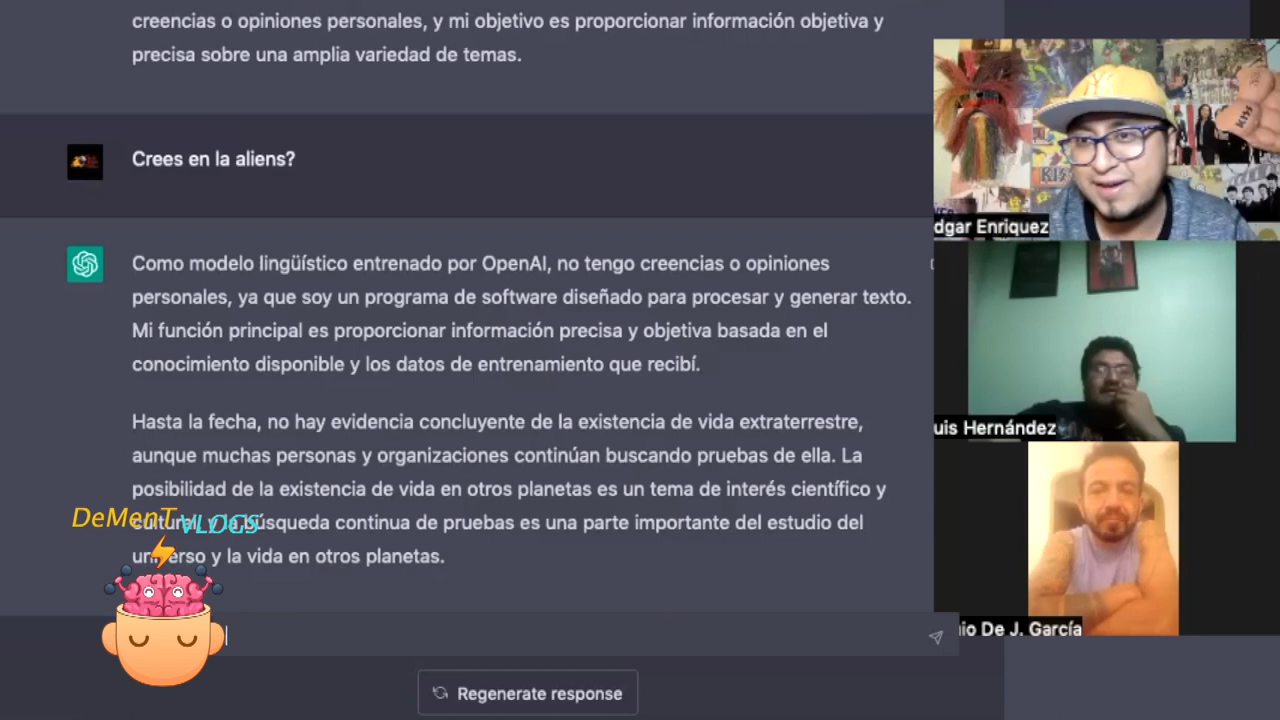 creencias o opiniones personales, y mi objetivo es proporcionar información objetiva y
precisa sobre una amplia variedad de temas.
Crees en la aliens?
Como modelo lingüístico entrenado por OpenAI, no tengo creencias o opiniones
personales, ya que soy un programa de software diseñado para procesar y generar texto.
Mi función principal es proporcionar información precisa y objetiva basada en el
conocimiento disponible y los datos de entrenamiento que recibí.
Hasta la fecha, no hay evidencia concluyente de la existencia de vida extraterrestre,
aunque muchas personas y organizaciones continúan buscando pruebas de ella. La
posibilidad de la existencia de vida en otros planetas es un tema de interés científico y
cultural, y la búsqueda continua de pruebas es una parte importante del estudio del
universo y la vida en otros planetas.
DeMenT VLOGS
Regenerate response
dgar Enriquez
KISS
KISS
uis Hernández
io De J. García